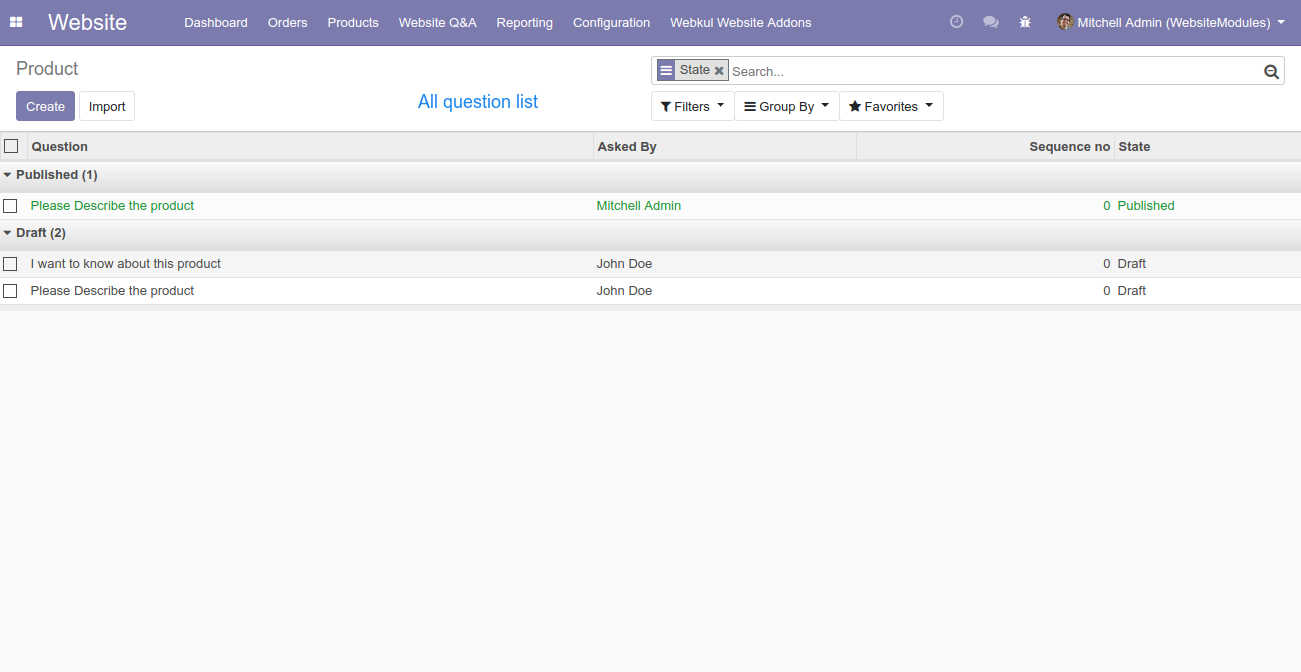 Website Dashboard Orders Products Website Q&A Reporting Configuration Webkul Website Addons Mitchell Admin (WebsiteModules)
Product
State Search...
Create Import
All question list
Filters Group By Favorites
Question Asked By Sequence no State
Published (1)
Please Describe the product Mitchell Admin 0 Published
Draft (2)
I want to know about this product John Doe 0 Draft
Please Describe the product John Doe 0 Draft